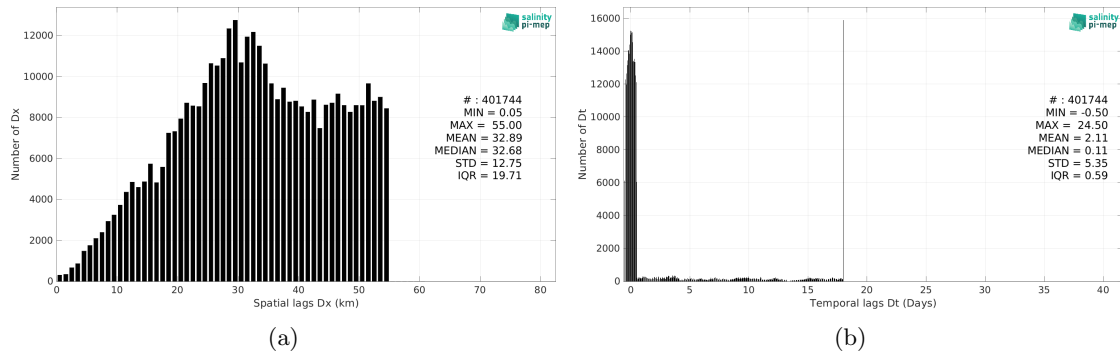 12000
10000
8000
6000
4000
2000
0
Number of Dx
0
10
20
30
40
50
60
70
80
Spatial lags Dx (km)
salinity
pi-mep
# : 401744
MIN = 0.05
MAX = 55.00
MEAN = 32.89
MEDIAN = 32.68
STD = 12.75
IQR = 19.71
(a)
16000
14000
12000
10000
8000
6000
4000
2000
0
Number of Dt
0
5
10
15
20
25
30
35
40
Temporal lags Dt (Days)
salinity
pi-mep
# : 401744
MIN = -0.50
MAX = 24.50
MEAN = 2.11
MEDIAN = 0.11
STD = 5.35
IQR = 0.59
(b)